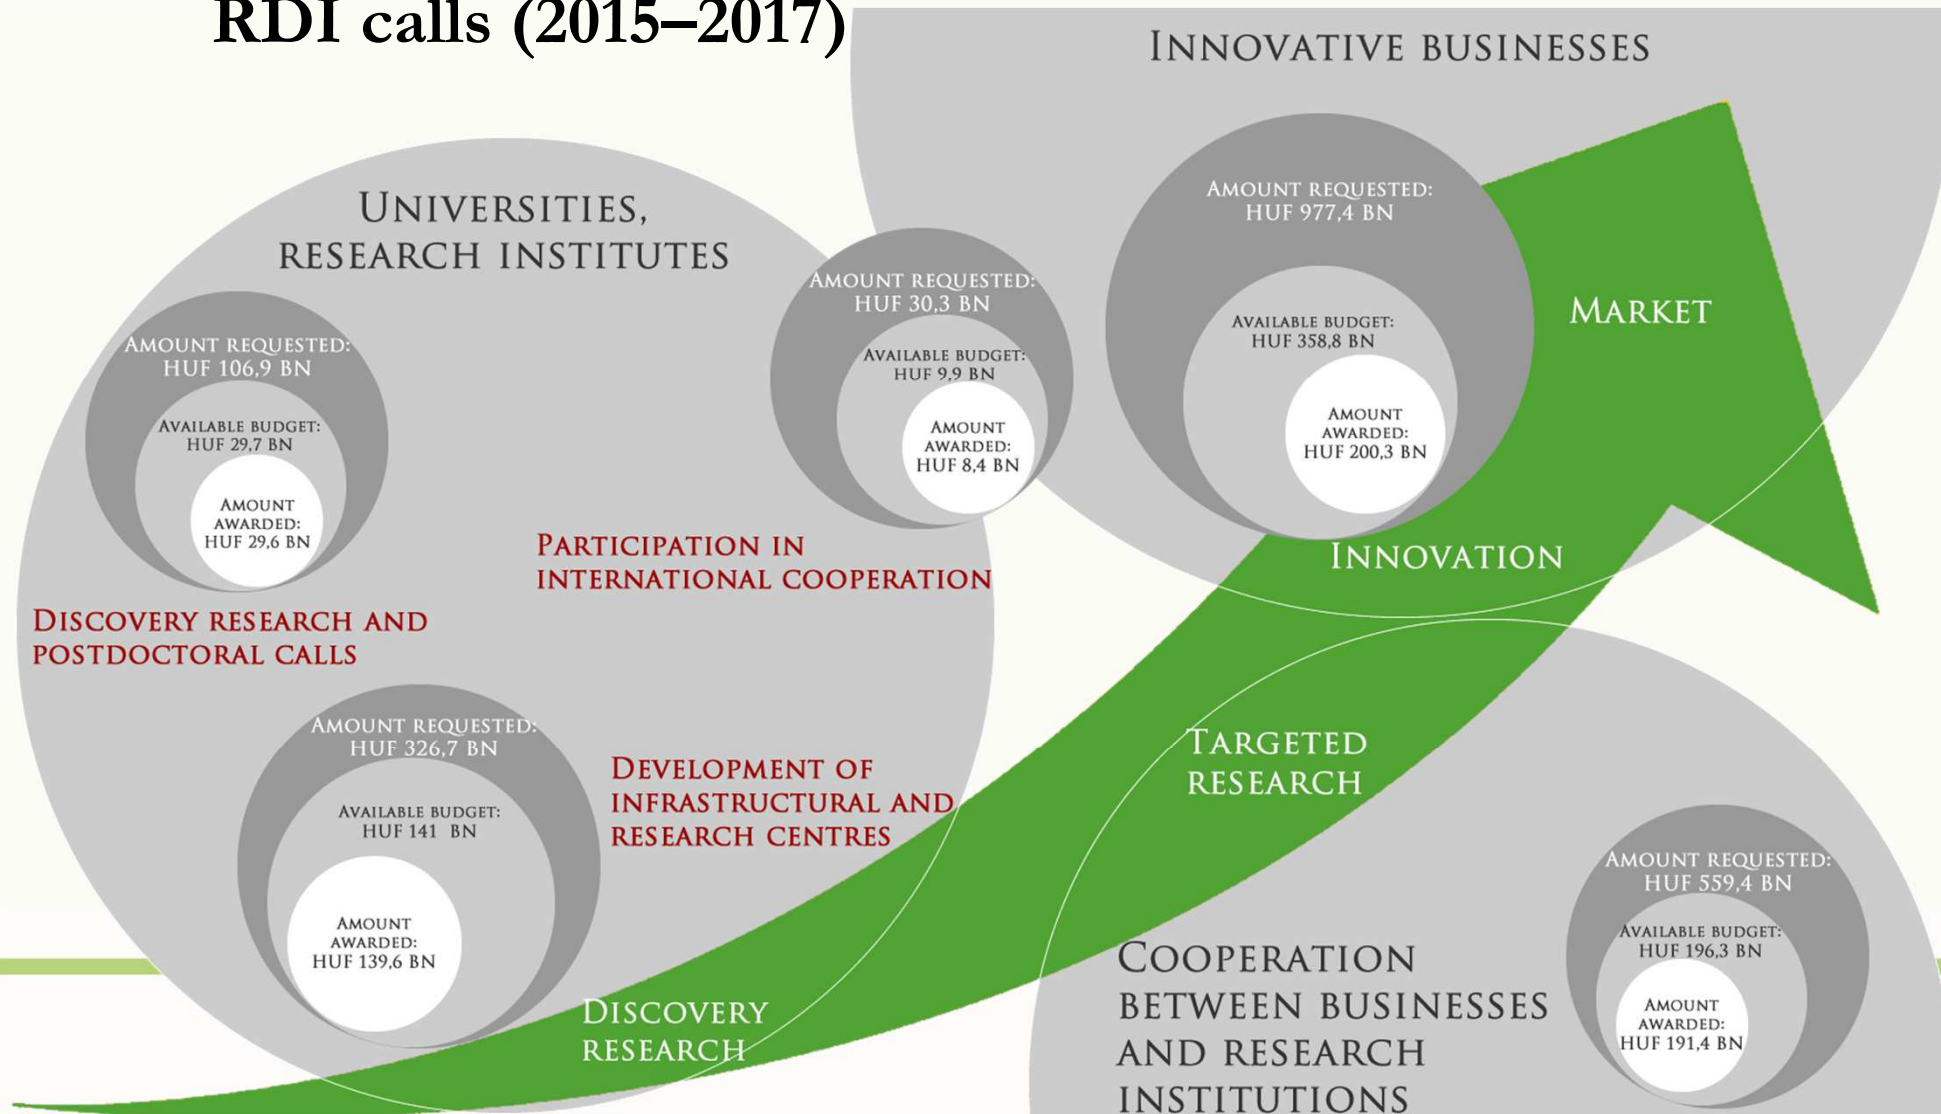 RDI calls (2015–2017)
INNOVATIVE BUSINESSES
UNIVERSITIES,
RESEARCH INSTITUTES
AMOUNT REQUESTED:
HUF 106,9 BN
AVAILABLE BUDGET:
HUF 29,7 BN
AMOUNT
AWARDED:
HUF 29,6 BN
DISCOVERY RESEARCH AND
POSTDOCTORAL CALLS
AMOUNT REQUESTED:
HUF 30,3 BN
AVAILABLE BUDGET:
HUF 9,9 BN
AMOUNT
AWARDED:
HUF 8,4 BN
PARTICIPATION IN
INTERNATIONAL COOPERATION
AMOUNT REQUESTED:
HUF 977,4 BN
AVAILABLE BUDGET:
HUF 358,8 BN
AMOUNT
AWARDED:
HUF 200,3 BN
MARKET
INNOVATION
TARGETED
RESEARCH
AMOUNT REQUESTED:
HUF 326,7 BN
AVAILABLE BUDGET:
HUF 141 BN
AMOUNT
AWARDED:
HUF 139,6 BN
DEVELOPMENT OF
INFRASTRUCTURAL AND
RESEARCH CENTRES
DISCOVERY
RESEARCH
COOPERATION
BETWEEN BUSINESSES
AND RESEARCH
INSTITUTIONS
AMOUNT REQUESTED:
HUF 559,4 BN
AVAILABLE BUDGET:
HUF 196,3 BN
AMOUNT
AWARDED:
HUF 191,4 BN